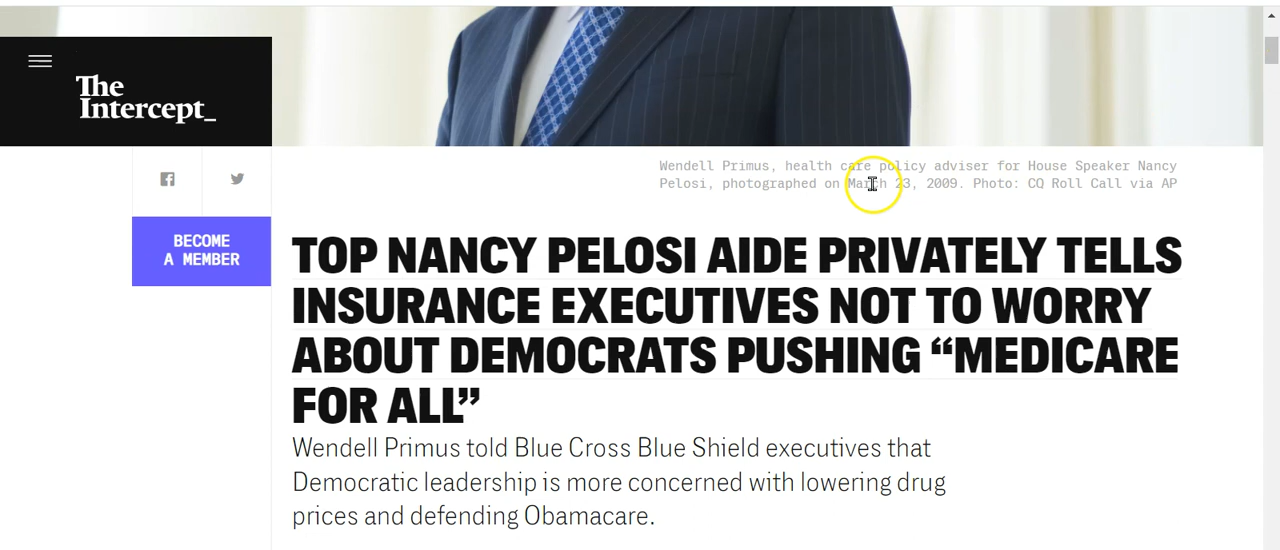 The
Intercept_
Wendell Primus, health care policy adviser for House Speaker Nancy
Pelosi, photographed on March 23, 2009. Photo: CQ Roll Call via AP
BECOME
A MEMBER
TOP NANCY PELOSI AIDE PRIVATELY TELLS
INSURANCE EXECUTIVES NOT TO WORRY
ABOUT DEMOCRATS PUSHING “MEDICARE
FOR ALL”
Wendell Primus told Blue Cross Blue Shield executives that
Democratic leadership is more concerned with lowering drug
prices and defending Obamacare.